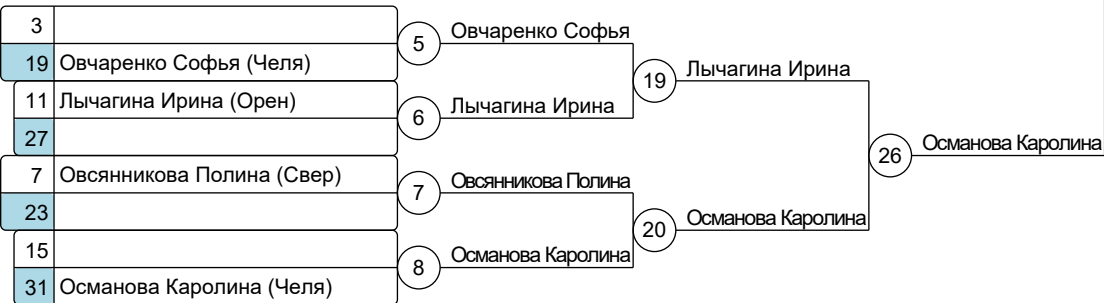 3
19 Овчаренко Софья (Челя)
11 Лычагина Ирина (Орен)
27
7 Овсянникова Полина (Свер)
23
15
31 Османова Каролина (Челя)
5 Овчаренко Софья
6 Лычагина Ирина
7 Овсянникова Полина
8 Османова Каролина
19 Лычагина Ирина
20 Османова Каролина
26 Османова Каролина